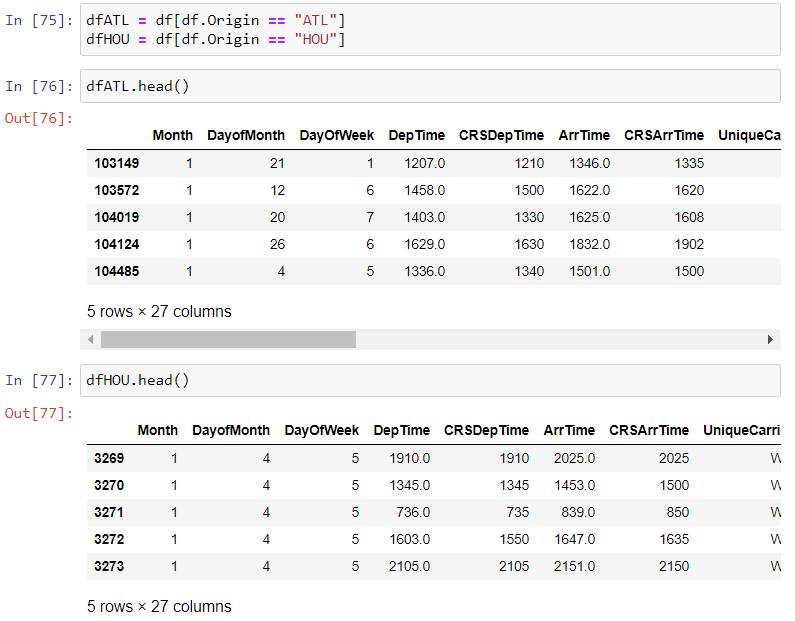 In [75]: dfATL = df[df.Origin == "ATL"]
dfHOU = df[df.Origin == "HOU"]
In [76]: dfATL.head()
Out[76]:
Month DayofMonth DayOfWeek DepTime CRSDepTime ArrTime CRSArrTime UniqueCa
103149 1 21 1 1207.0 1210 1346.0 1335
103572 1 12 6 1458.0 1500 1622.0 1620
104019 1 20 7 1403.0 1330 1625.0 1608
104124 1 26 6 1629.0 1630 1832.0 1902
104485 1 4 5 1336.0 1340 1501.0 1500
5 rows × 27 columns
In [77]: dfHOU.head()
Out[77]:
Month DayofMonth DayOfWeek DepTime CRSDepTime ArrTime CRSArrTime UniqueCarri
3269 1 4 5 1910.0 1910 2025.0 2025 W
3270 1 4 5 1345.0 1345 1453.0 1500 W
3271 1 4 5 736.0 735 839.0 850 W
3272 1 4 5 1603.0 1550 1647.0 1635 W
3273 1 4 5 2105.0 2105 2151.0 2150 W
5 rows × 27 columns